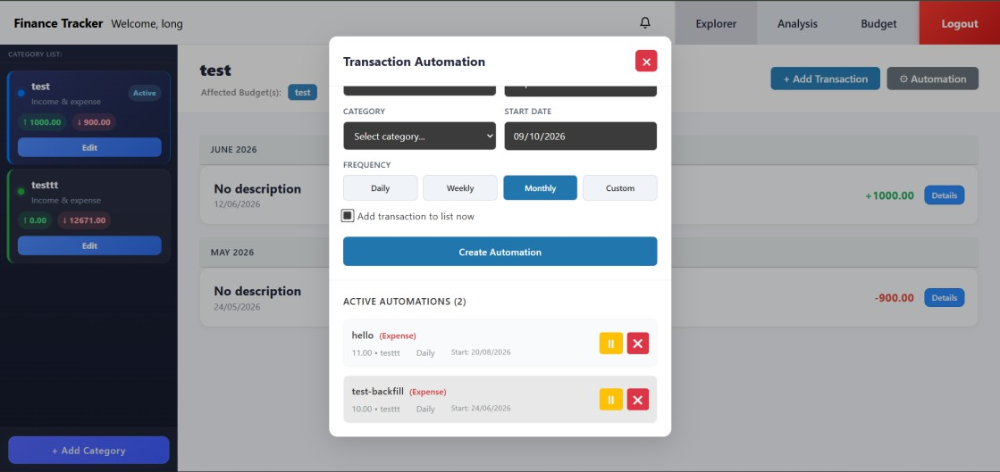 Finance Tracker Welcome, long
Explorer
Analysis
Budget
Logout
CATEGORY LIST:
test
Active
Income & expense
↑ 1000.00
↓ 900.00
Edit
testtt
Income & expense
↑ 0.00
↓ 12671.00
Edit
+ Add Category
test
Affected Budget(s): test
+ Add Transaction
⚙ Automation
JUNE 2026
No description
12/06/2026
+1000.00
Details
MAY 2026
No description
24/05/2026
-900.00
Details
Transaction Automation
CATEGORY
START DATE
Select category...
09/10/2026
FREQUENCY
Daily
Weekly
Monthly
Custom
Add transaction to list now
Create Automation
ACTIVE AUTOMATIONS (2)
hello (Expense)
11.00 • testtt Daily Start: 20/08/2026
test-backfill (Expense)
10.00 • testtt Daily Start: 24/06/2026